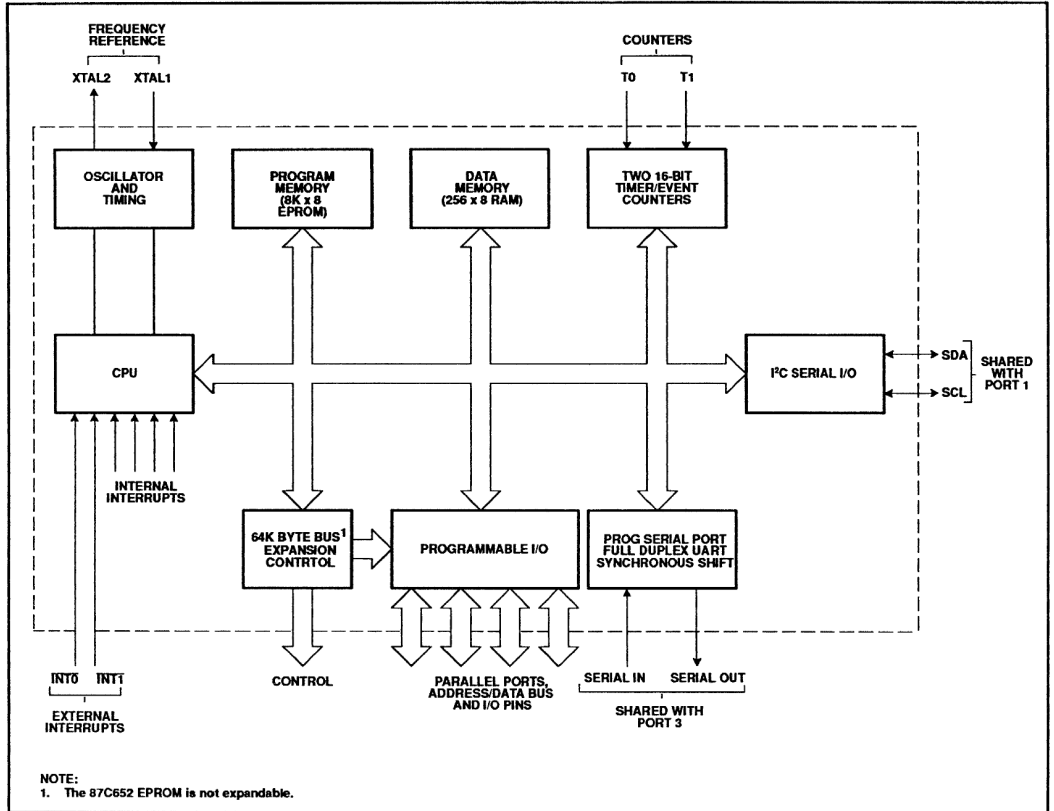 FREQUENCY
REFERENCE
XTAL2 XTAL1
COUNTERS
T0 T1
OSCILLATOR
AND
TIMING
PROGRAM
MEMORY
(8K x 8
EPROM)
DATA
MEMORY
(256 x 8 RAM)
TWO 16-BIT
TIMER/EVENT
COUNTERS
CPU
I²C SERIAL I/O
SDA
SCL
SHARED
WITH
PORT 1
INTERNAL
INTERRUPTS
64K BYTE BUS¹
EXPANSION
CONTRTOL
PROGRAMMABLE I/O
PROG SERIAL PORT
FULL DUPLEX UART
SYNCHRONOUS SHIFT
INT0 INT1
EXTERNAL
INTERRUPTS
CONTROL
PARALLEL PORTS,
ADDRESS/DATA BUS
AND I/O PINS
SERIAL IN SERIAL OUT
SHARED WITH
PORT 3
NOTE:
1. The 87C652 EPROM is not expandable.